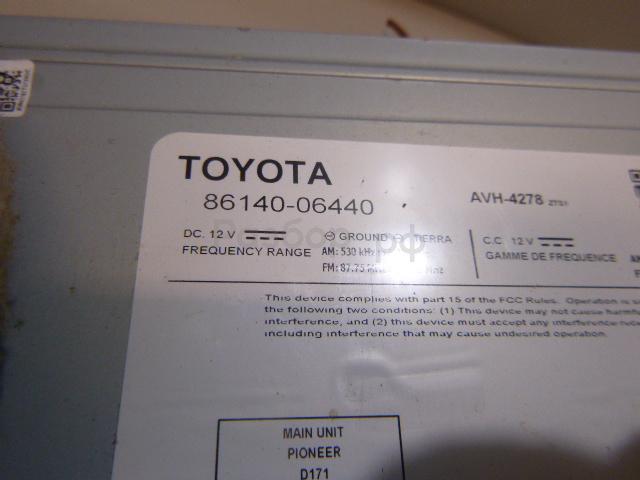 TOYOTA
86140-06440
AVH-4278 ZTS1
DC. 12 V
GROUND
C.C 12 V
FREQUENCY RANGE AM: 530 kHz
GAMME DE FREQUENCE
FM: 87.75 MHz
This device complies with part 15 of the FCC Rules. Operation is
the following two conditions: (1) This device may not cause
interference, and (2) this device must accept any interference
including interference that may cause undesired operation.
MAIN UNIT
PIONEER
D171